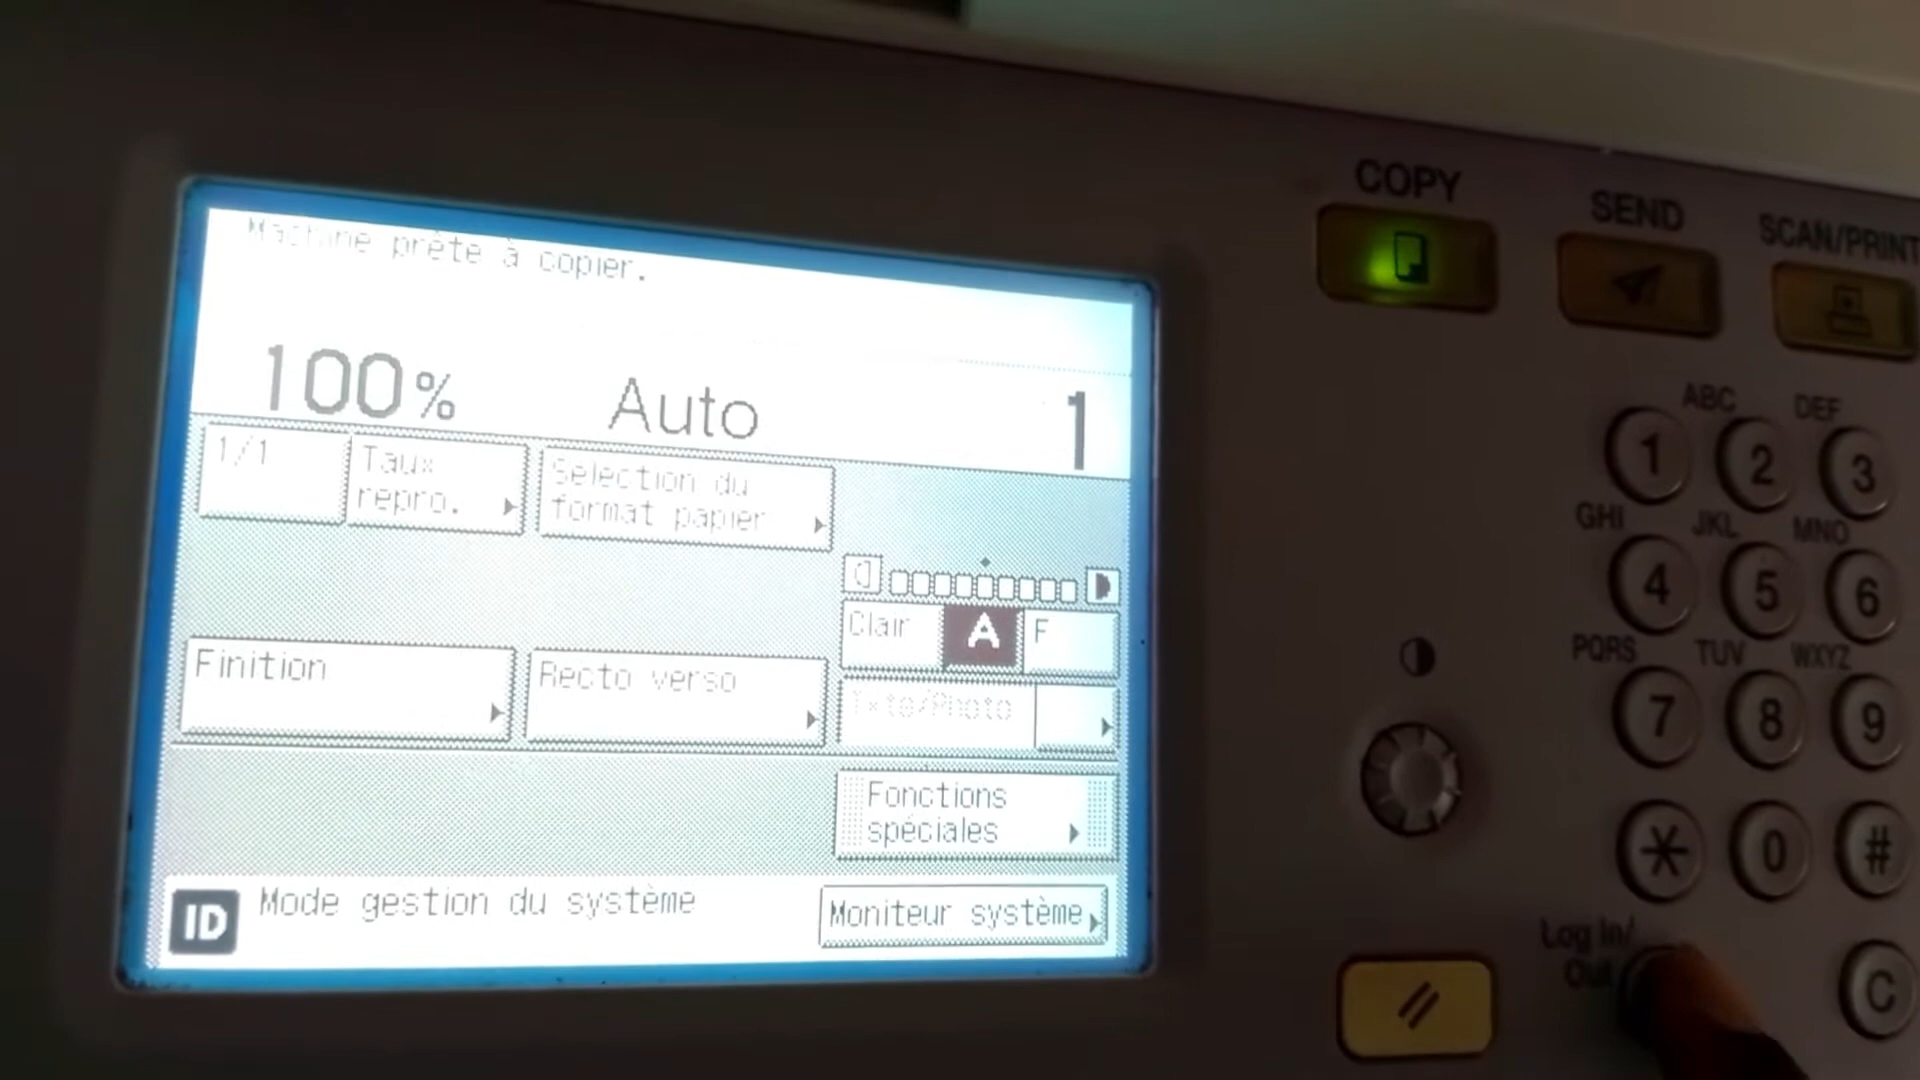 Machine prête à copier.
100% Auto 1
1/1
Taux
repro.
Sélection du
format papier
Clair A F
Texte/Photo
Finition
Recto verso
Fonctions
spéciales
ID Mode gestion du système
Moniteur système
COPY
SEND
SCAN/PRINT
ABC DEF
1 2 3
GHI JKL MNO
4 5 6
PQRS TUV WXYZ
7 8 9
* 0 #
Log In/
Out
C